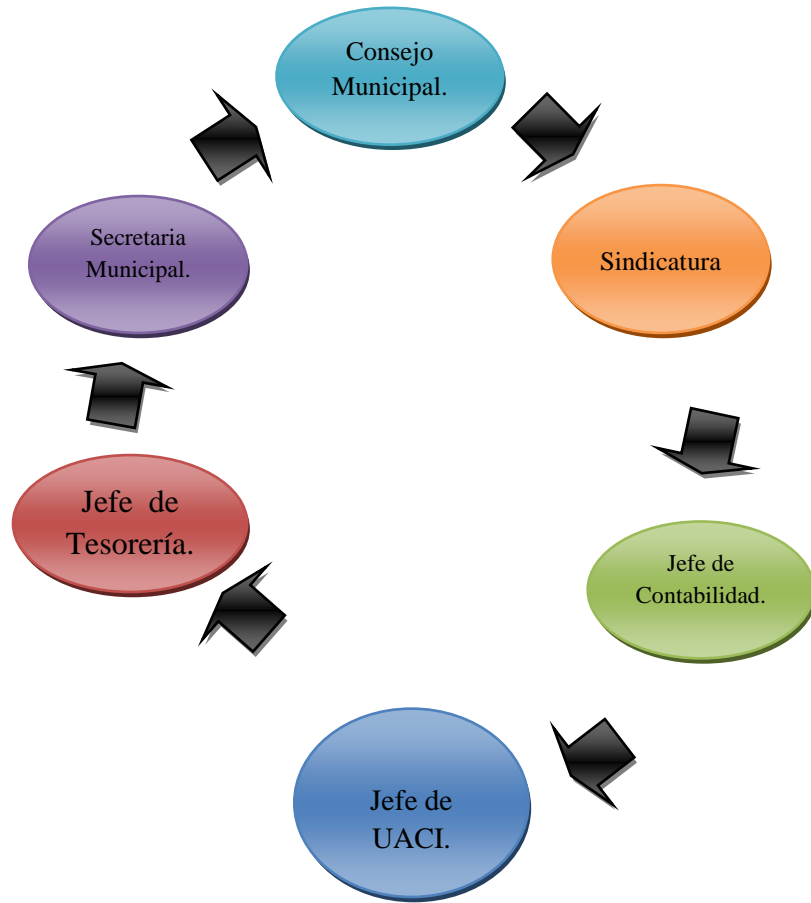 Consejo
Municipal.
Sindicatura
Jefe de
Contabilidad.
Jefe de
UACI.
Jefe de
Tesorería.
Secretaria
Municipal.